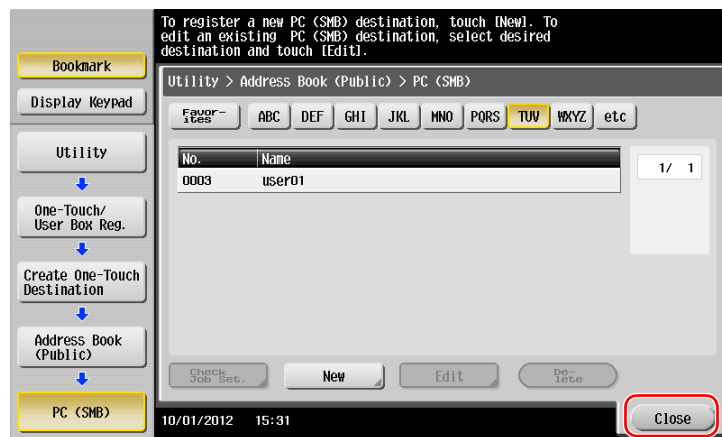 To register a new PC (SMB) destination, touch [New]. To
edit an existing PC (SMB) destination, select desired
destination and touch [Edit].
Bookmark
Display Keypad
Utility
One-Touch/
User Box Reg.
Create One-Touch
Destination
Address Book
(Public)
PC (SMB)
Utility > Address Book (Public) > PC (SMB)
Favor-
ites
ABC DEF GHI JKL MNO PQRS TUV WXYZ etc
No. Name
0003 user01
1/ 1
Check
Job Set.
New
Edit
De-
lete
10/01/2012 15:31
Close